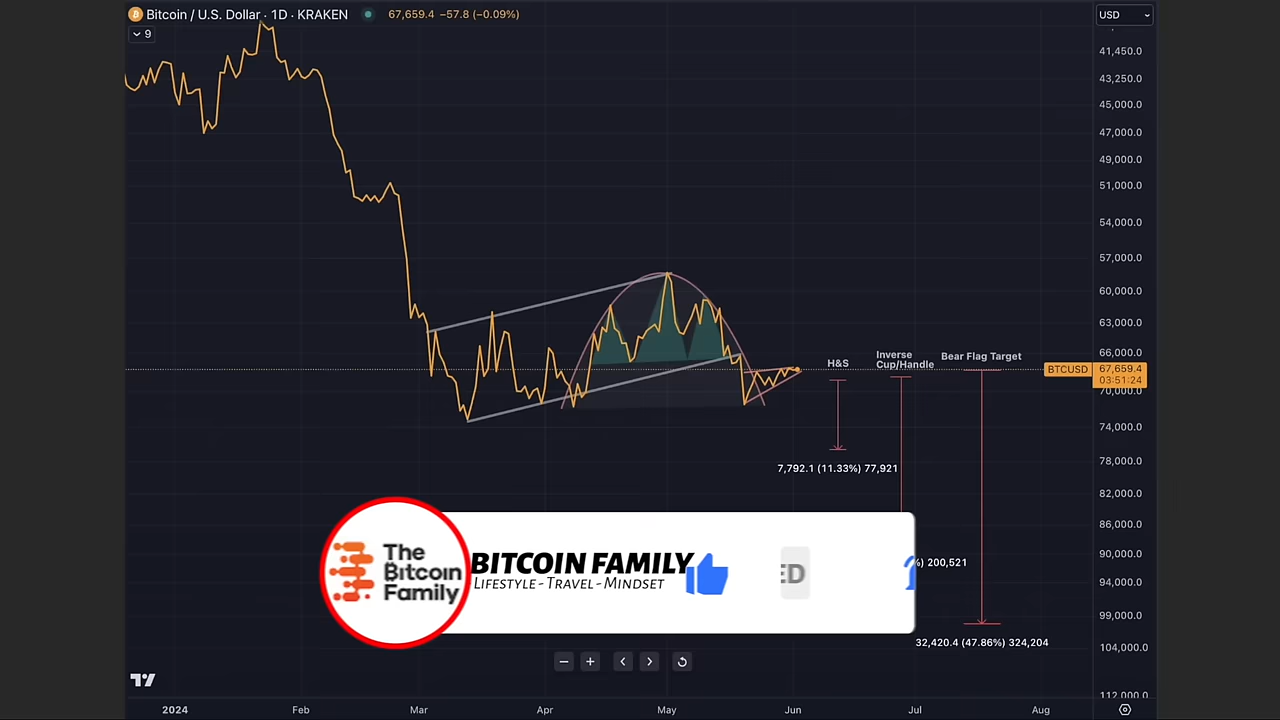 Bitcoin / U.S. Dollar · 1D · KRAKEN 67,659.4 −57.8 (−0.09%)
USD
9
41,450.0
43,250.0
45,000.0
47,000.0
49,000.0
51,000.0
54,000.0
57,000.0
60,000.0
63,000.0
66,000.0
H&S
Inverse
Cup/Handle
Bear Flag Target
BTCUSD 67,659.4
03:51:24
70,000.0
74,000.0
78,000.0
7,792.1 (11.33%) 77,921
82,000.0
86,000.0
90,000.0
94,000.0
99,000.0
104,000.0
112,000.0
%) 200,521
32,420.4 (47.86%) 324,204
The
Bitcoin
Family
BITCOIN FAMILY
LIFESTYLE - TRAVEL - MINDSET
ED
2024 Feb Mar Apr May Jun Jul Aug